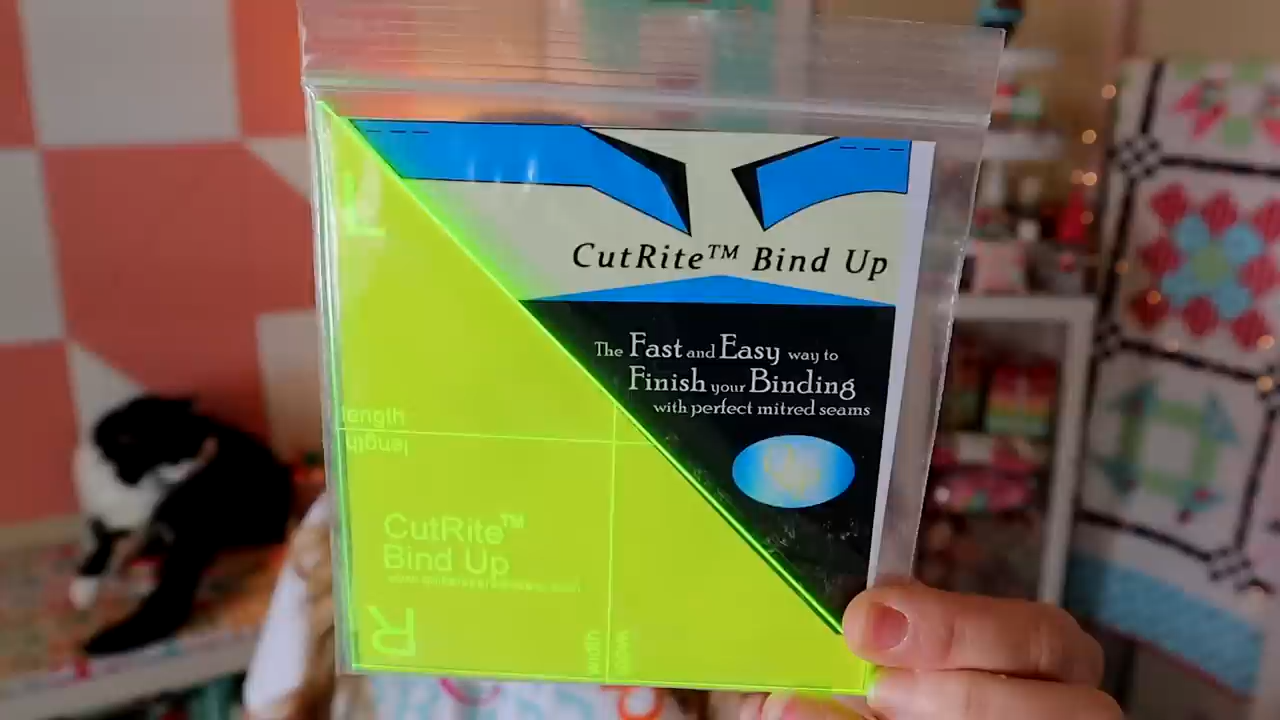 CutRite™ Bind Up
The Fast and Easy way to
Finish your Binding
with perfect mitred seams
L
length
length
CutRite™
Bind Up
R
width
width